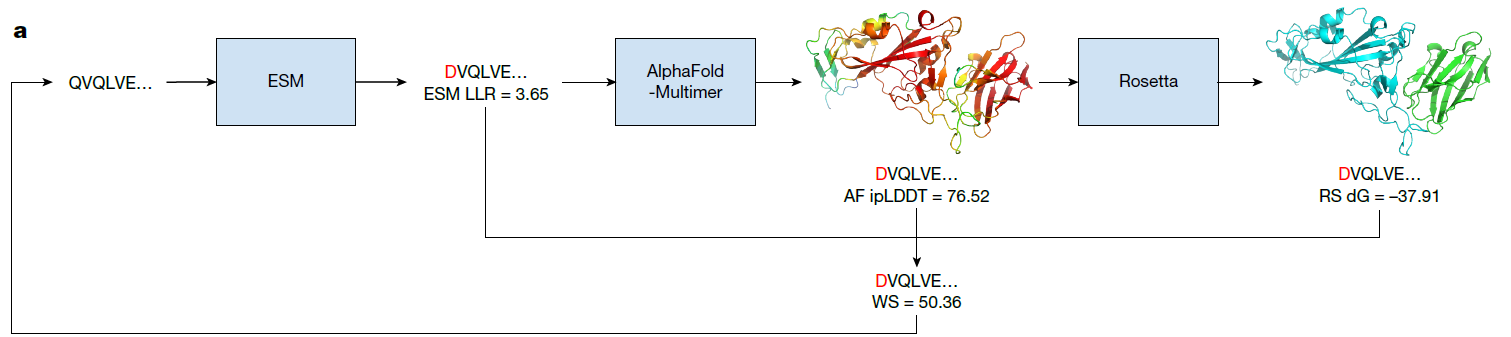 a
QVQLVE…
ESM
DVQLVE…
ESM LLR = 3.65
AlphaFold
-Multimer
Rosetta
DVQLVE…
AF ipLDDT = 76.52
DVQLVE…
RS dG = –37.91
DVQLVE…
WS = 50.36